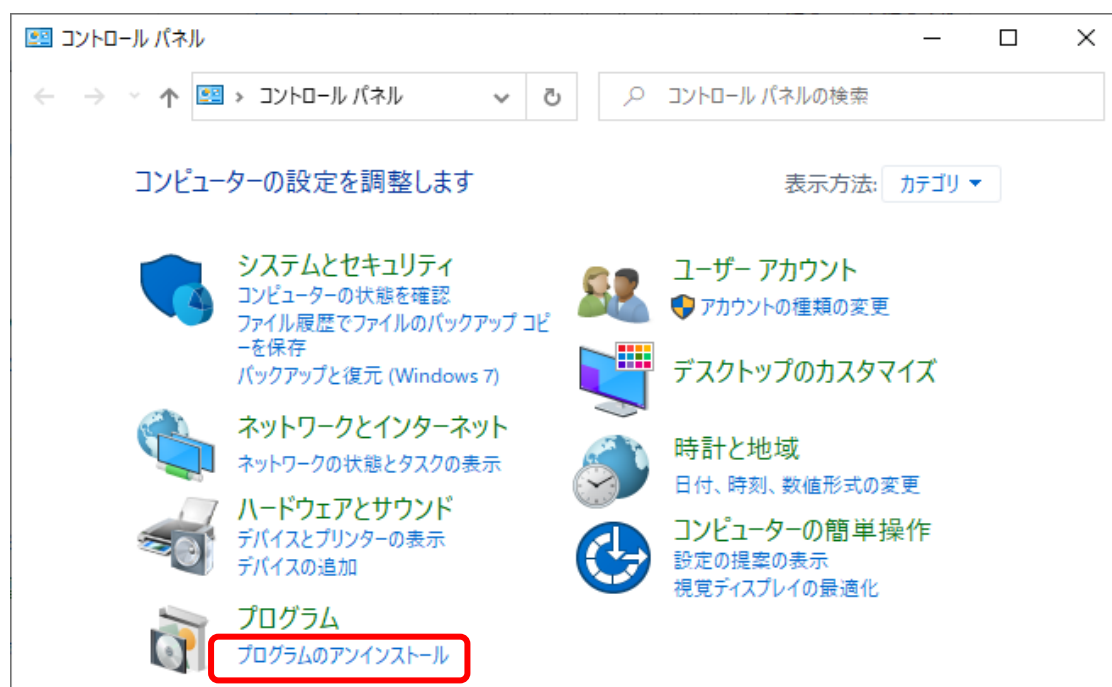 コントロール パネル
コントロール パネル
コントロール パネルの検索
コンピューターの設定を調整します
表示方法: カテゴリ
システムとセキュリティ
コンピューターの状態を確認
ファイル履歴でファイルのバックアップ コピ
ーを保存
バックアップと復元 (Windows 7)
ネットワークとインターネット
ネットワークの状態とタスクの表示
ハードウェアとサウンド
デバイスとプリンターの表示
デバイスの追加
プログラム
プログラムのアンインストール
ユーザー アカウント
アカウントの種類の変更
デスクトップのカスタマイズ
時計と地域
日付、時刻、数値形式の変更
コンピューターの簡単操作
設定の提案の表示
視覚ディスプレイの最適化